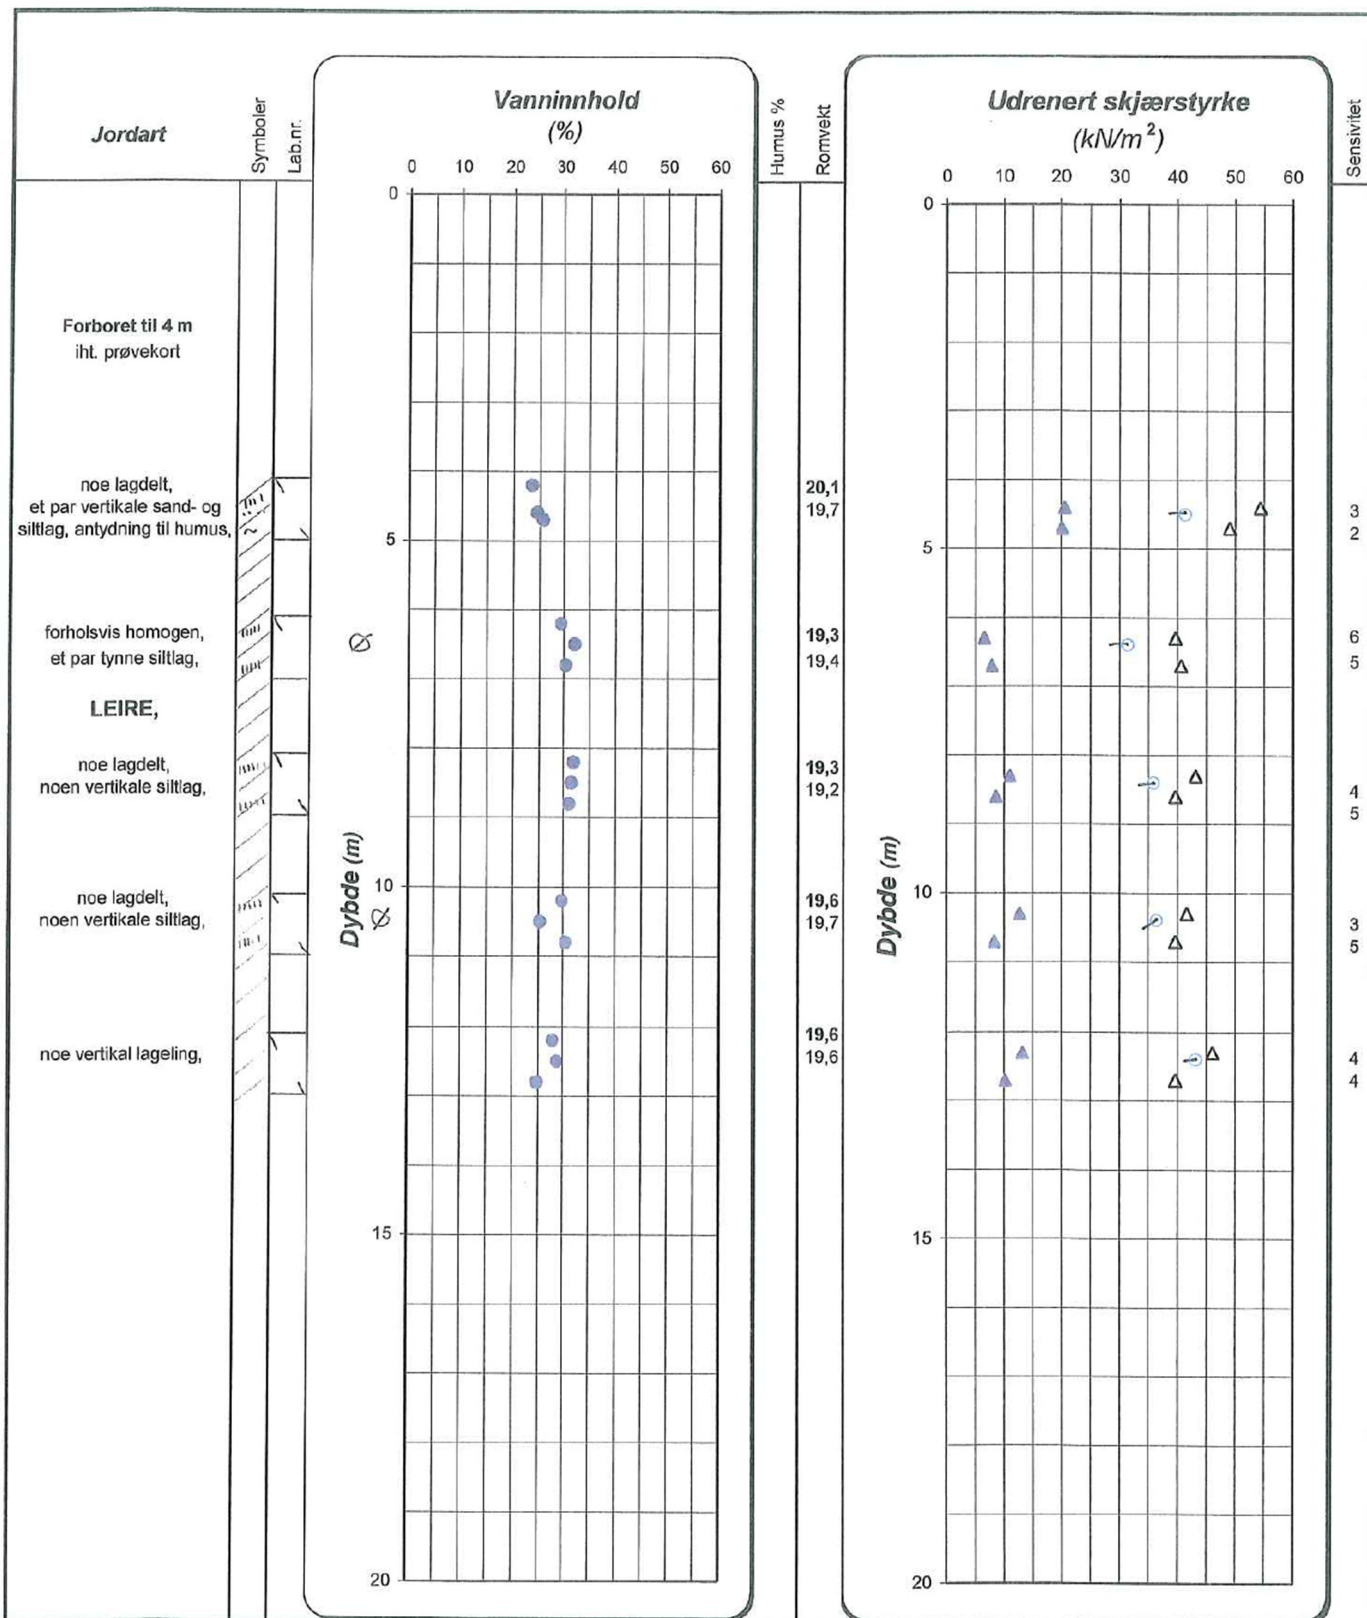 Jordart
Symboler
Lab.nr.
Vanninnhold
(%)
0 10 20 30 40 50 60
Humus %
Romvekt
Udrenert skjærstyrke
(kN/m²)
0 10 20 30 40 50 60
Sensivitet
0
5
10
15
20
Dybde (m)
0
5
10
15
20
Dybde (m)
Forboret til 4 m
iht. prøvekort
noe lagdelt,
et par vertikale sand- og
siltlag, antydning til humus,
forholsvis homogen,
et par tynne siltlag,
LEIRE,
noe lagdelt,
noen vertikale siltlag,
noe lagdelt,
noen vertikale siltlag,
noe vertikal lageling,
20,1
19,7
19,3
19,4
19,3
19,2
19,6
19,7
19,6
19,6
3
2
6
5
4
5
3
5
4
4